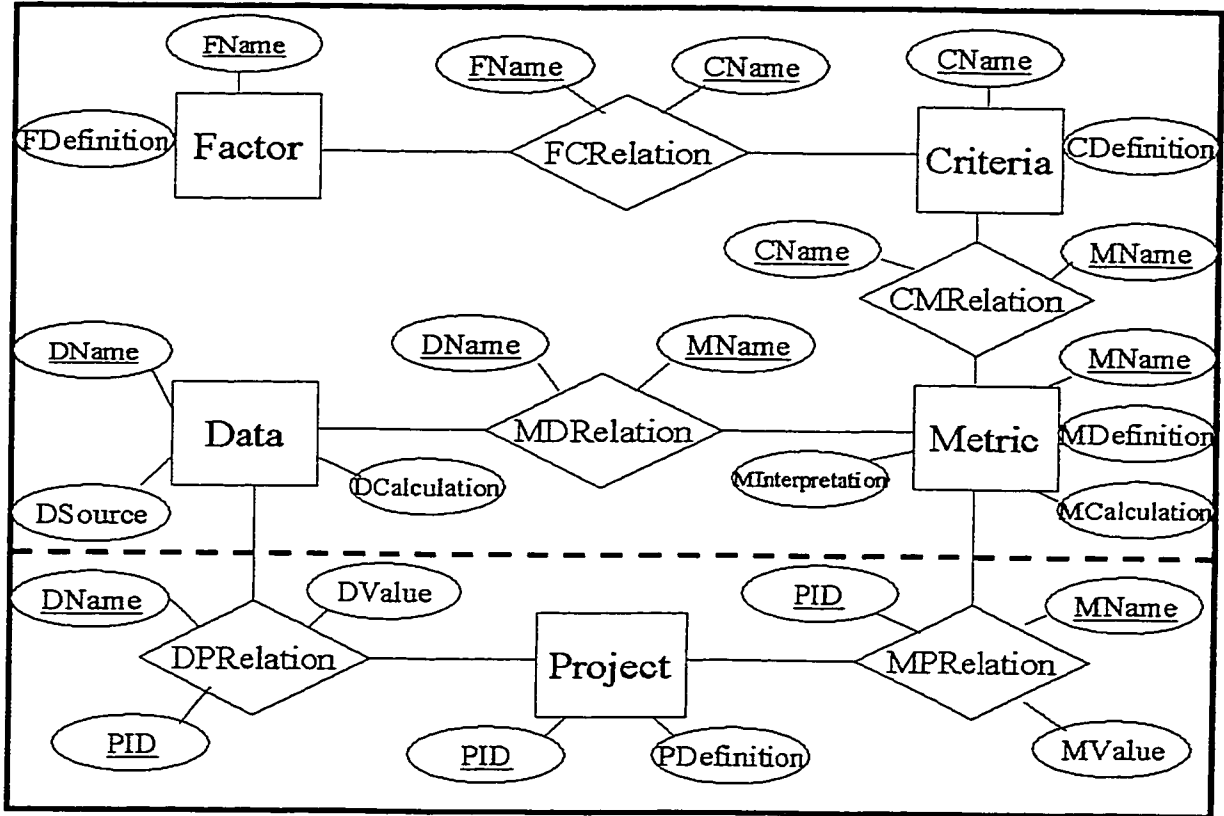 FName
FDefinition
Factor
FName
CName
FCRelation
CName
Criteria
CDefinition
CName
MName
CMRelation
DName
Data
DSource
DCalculation
DName
MName
MDRelation
MName
Metric
MDefinition
MInterpretation
MCalculation
DName
DValue
DPRelation
PID
Project
PID
PDefinition
PID
MName
MPRelation
MValue